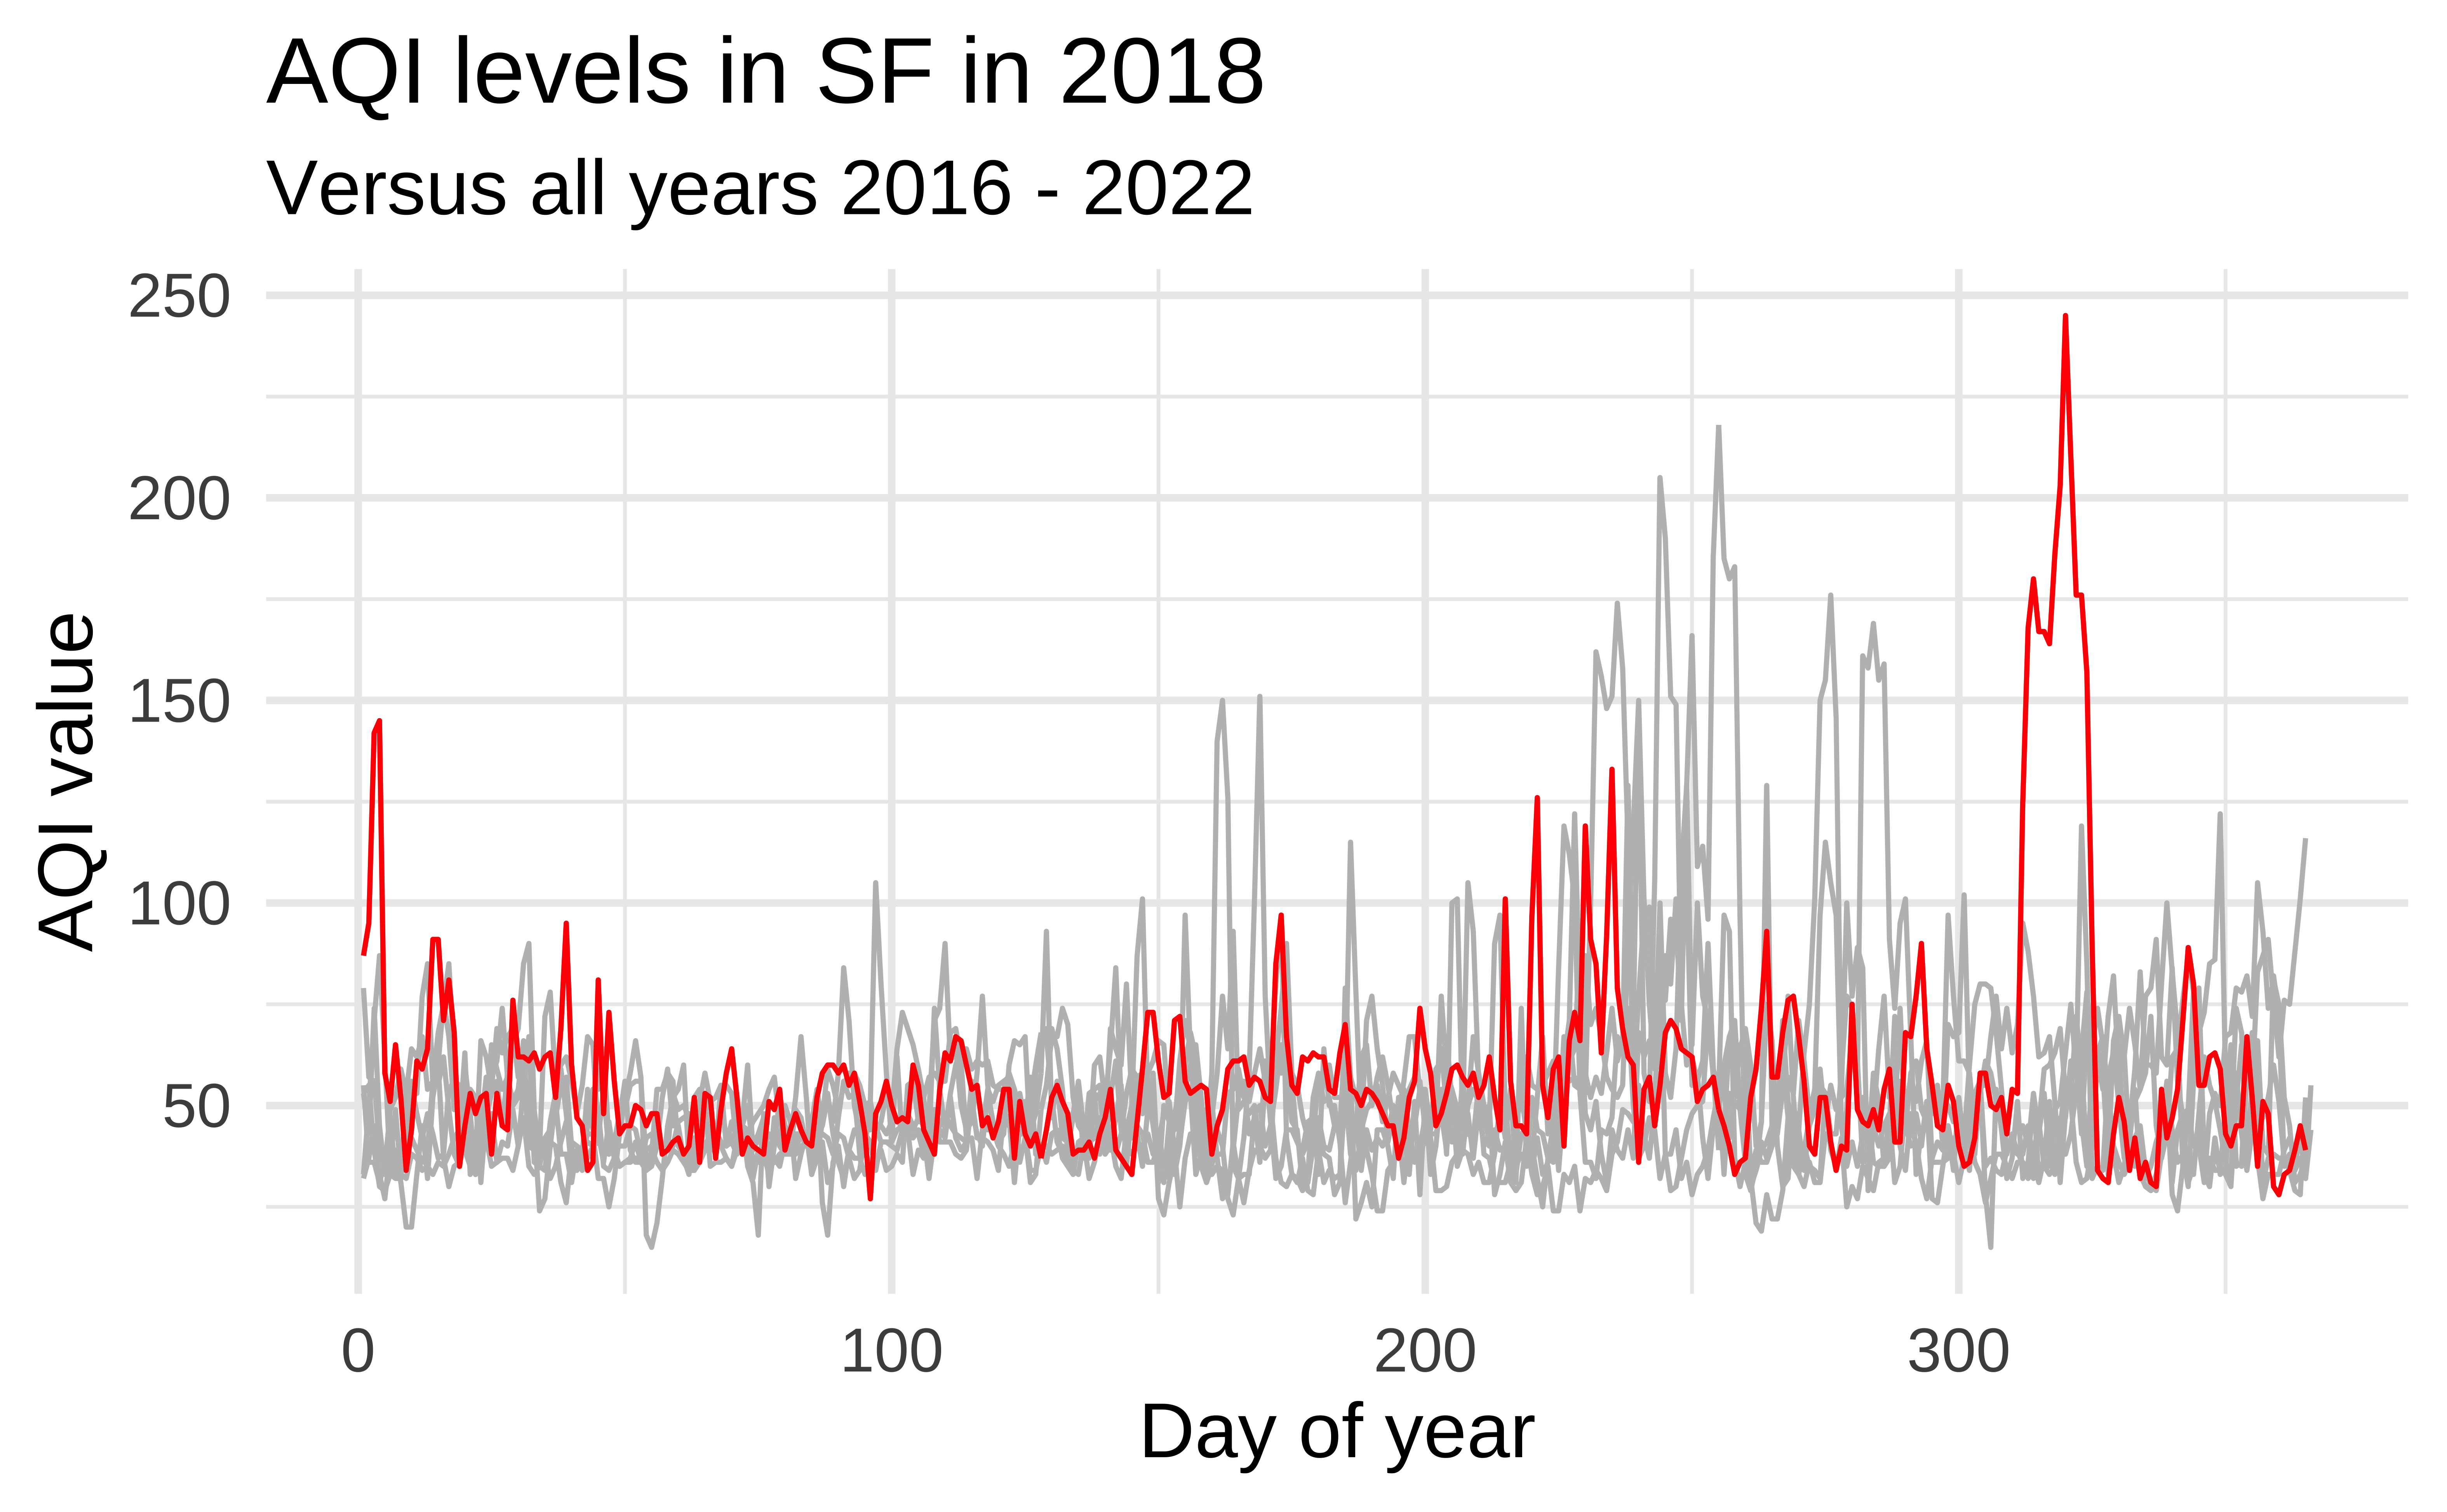 AQI levels in SF in 2018
Versus all years 2016 - 2022
250
200
150
100
50
AQI value
0 100 200 300
Day of year